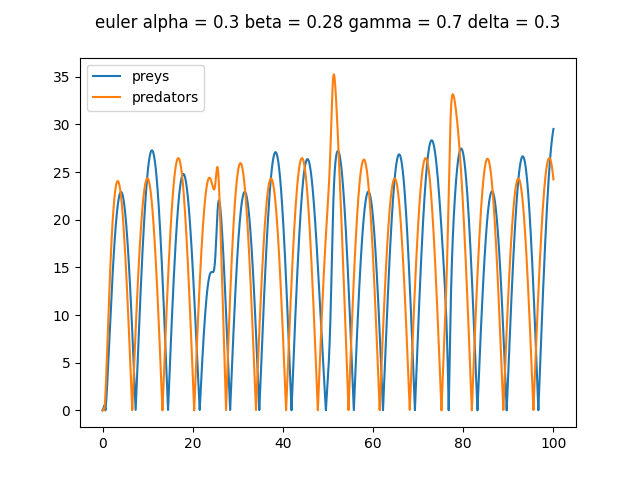 euler alpha = 0.3 beta = 0.28 gamma = 0.7 delta = 0.3
preys
predators
35
30
25
20
15
10
5
0
0 20 40 60 80 100